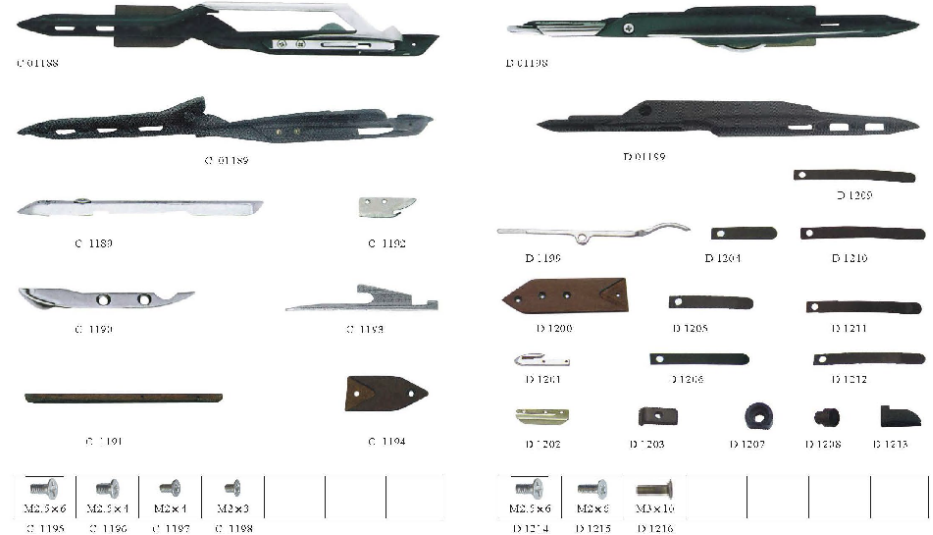 C 01188
D 01198
C 01189
D 01199
D 1209
C 1189
C 1192
D 1199
D 1204
D 1210
C 1190
C 1193
D 1200
D 1205
D 1211
D 1201
D 1206
D 1212
C 1191
C 1194
D 1202
D 1203
D 1207
D 1208
D 1213
M2.5×6 M2.5×4 M2×4 M2×3
C 1195 C 1196 C 1197 C 1198
M2.5×6 M2×6 M3×10
D 1214 D 1215 D 1216